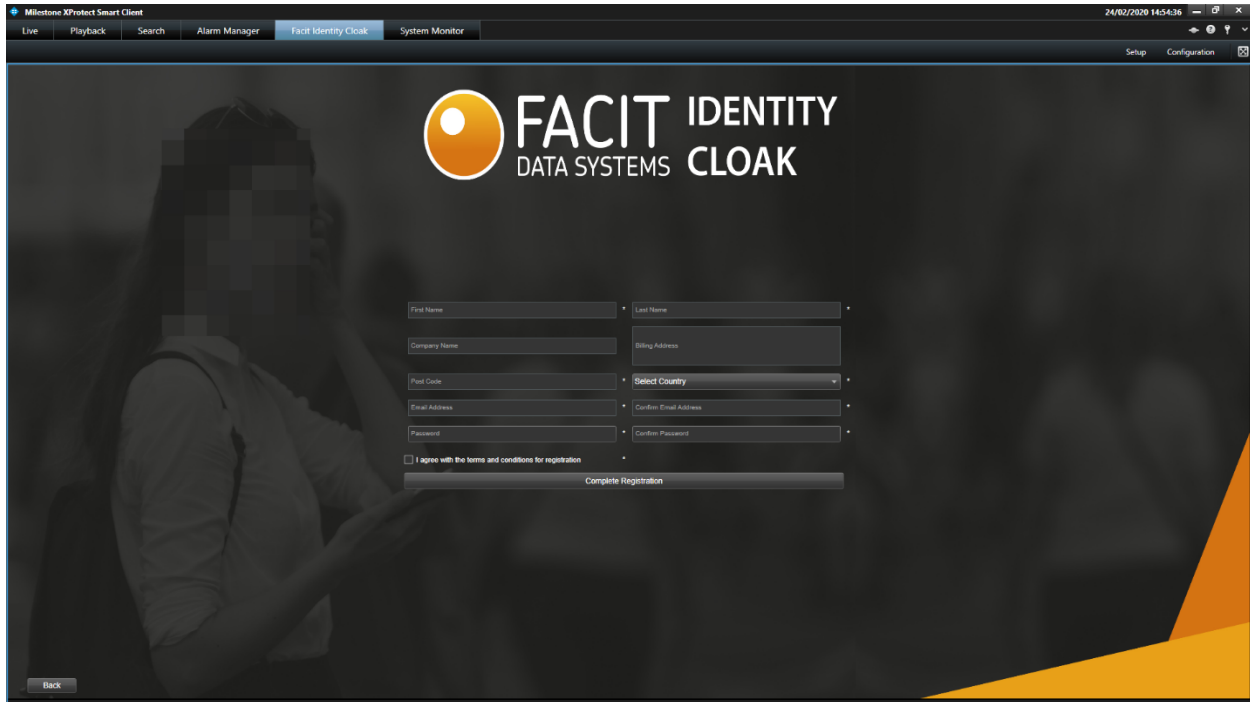 Milestone XProtect Smart Client 24/02/2020 14:54:36
Live Playback Search Alarm Manager Facit Identity Cloak System Monitor
Setup Configuration
FACIT IDENTITY
DATA SYSTEMS CLOAK
First Name * Last Name *
Company Name Billing Address
Post Code * Select Country *
Email Address * Confirm Email Address *
Password * Confirm Password *
I agree with the terms and conditions for registration *
Complete Registration
Back